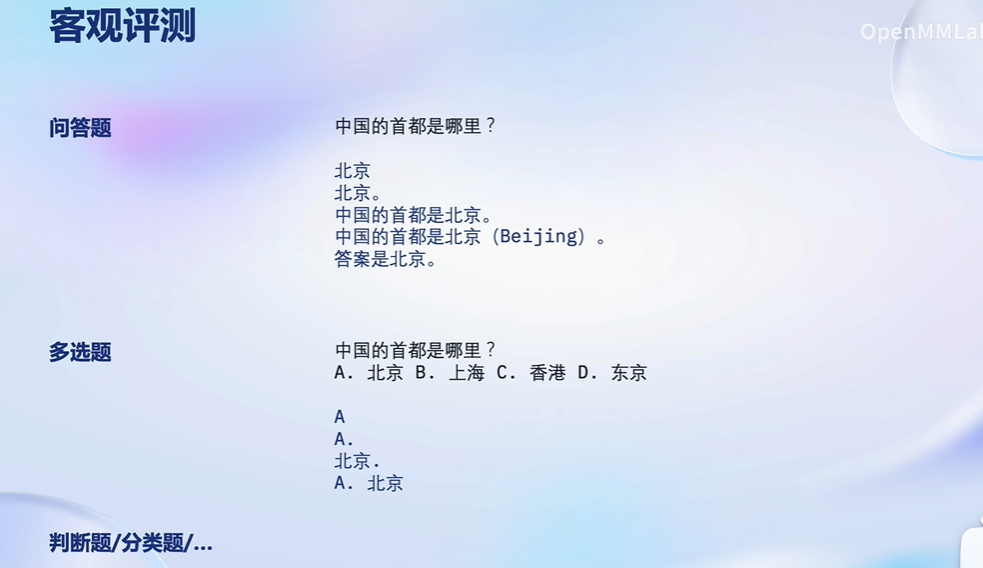 客观评测
OpenMMLa
问答题
中国的首都是哪里？
北京
北京。
中国的首都是北京。
中国的首都是北京（Beijing）。
答案是北京。
多选题
中国的首都是哪里？
A. 北京 B. 上海 C. 香港 D. 东京
A
A.
北京.
A. 北京
判断题/分类题/...